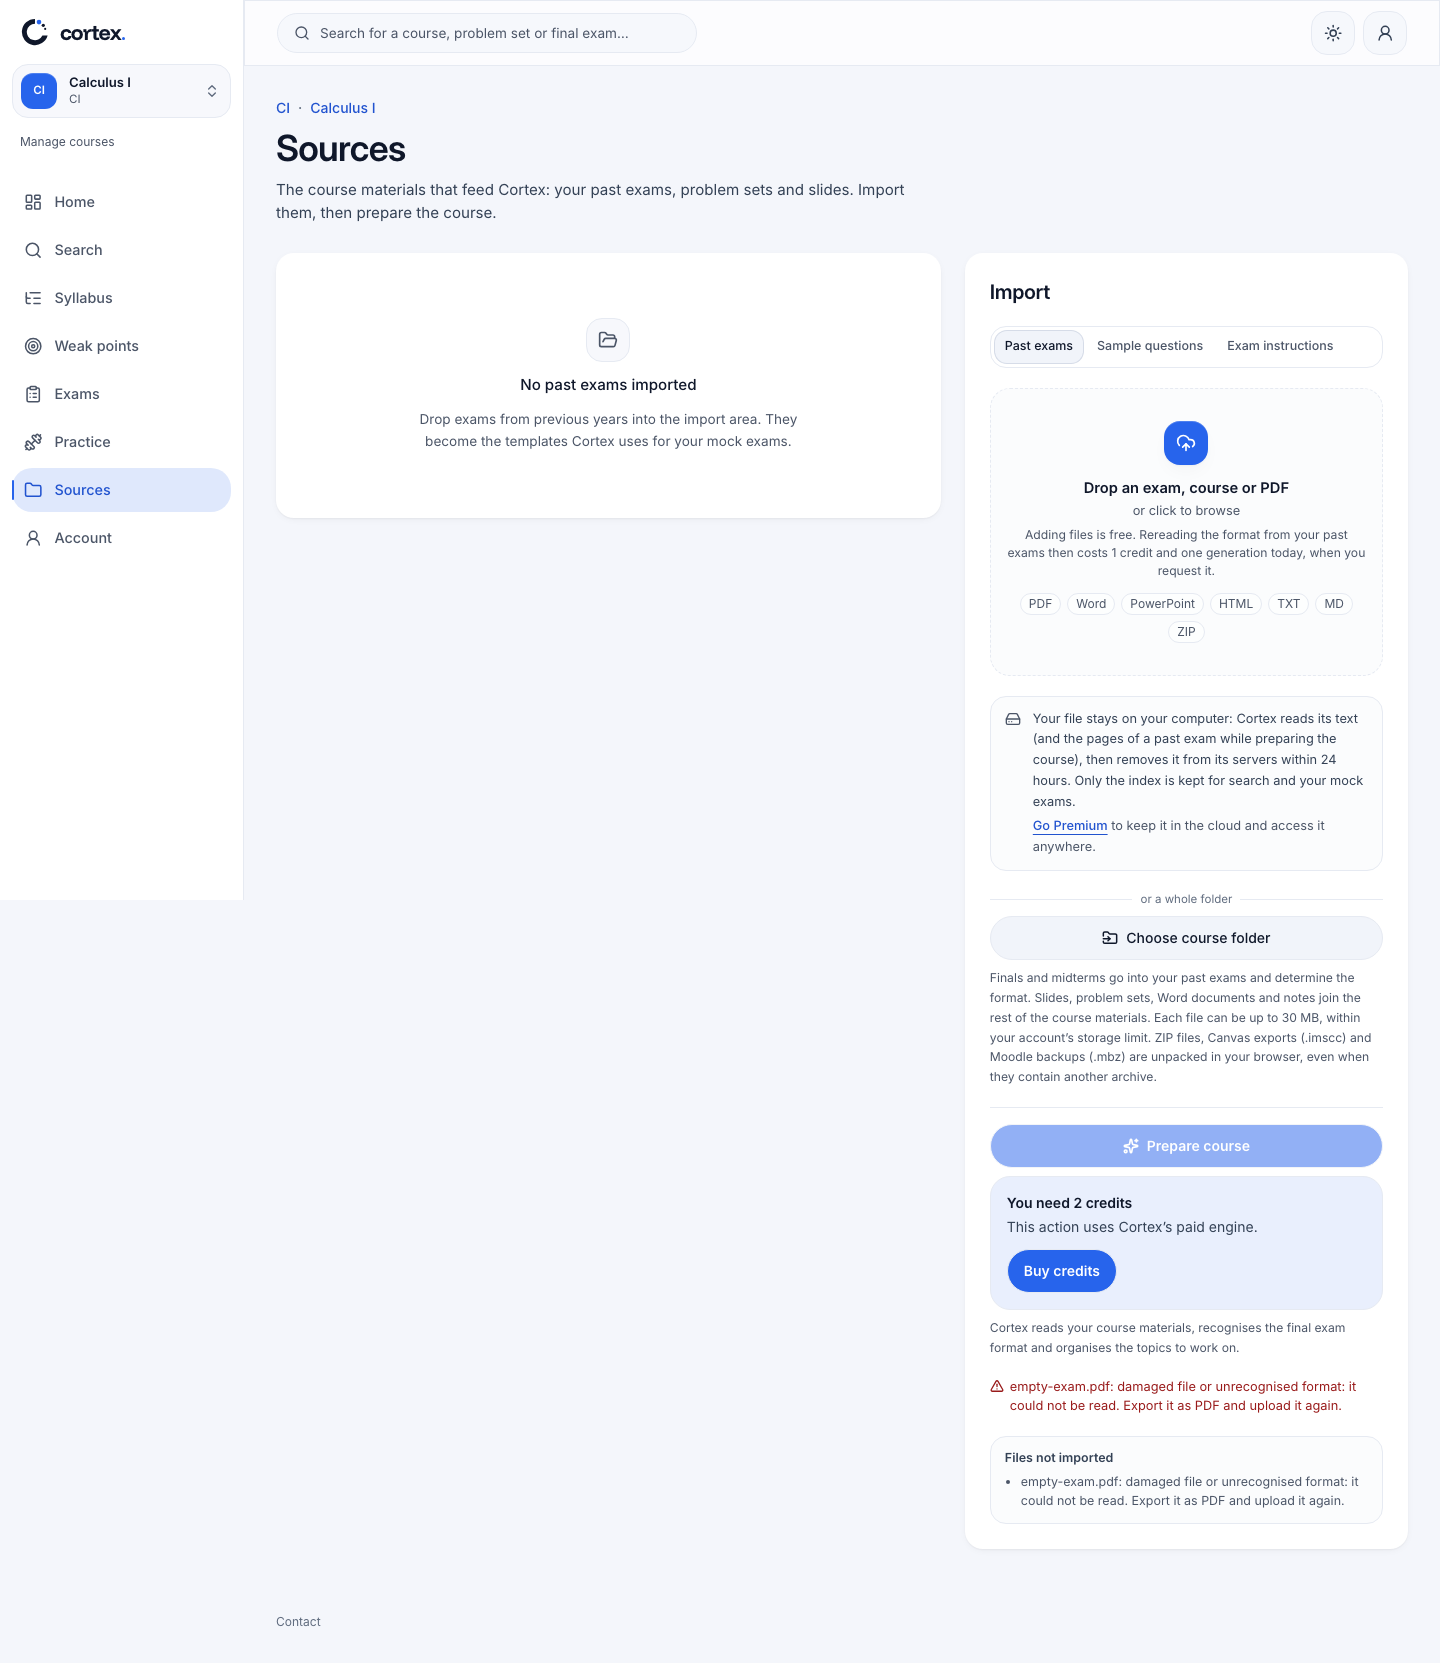 cortex.
CI
Calculus I
CI
Manage courses
Home
Search
Syllabus
Weak points
Exams
Practice
Sources
Account
Search for a course, problem set or final exam...
CI · Calculus I
Sources
The course materials that feed Cortex: your past exams, problem sets and slides. Import
them, then prepare the course.
No past exams imported
Drop exams from previous years into the import area. They
become the templates Cortex uses for your mock exams.
Import
Past exams
Sample questions
Exam instructions
Drop an exam, course or PDF
or click to browse
Adding files is free. Rereading the format from your past
exams then costs 1 credit and one generation today, when you
request it.
PDF Word PowerPoint HTML TXT MD
ZIP
Your file stays on your computer: Cortex reads its text
(and the pages of a past exam while preparing the
course), then removes it from its servers within 24
hours. Only the index is kept for search and your mock
exams.
Go Premium to keep it in the cloud and access it
anywhere.
or a whole folder
Choose course folder
Finals and midterms go into your past exams and determine the
format. Slides, problem sets, Word documents and notes join the
rest of the course materials. Each file can be up to 30 MB, within
your account’s storage limit. ZIP files, Canvas exports (.imscc) and
Moodle backups (.mbz) are unpacked in your browser, even when
they contain another archive.
Prepare course
You need 2 credits
This action uses Cortex’s paid engine.
Buy credits
Cortex reads your course materials, recognises the final exam
format and organises the topics to work on.
empty-exam.pdf: damaged file or unrecognised format: it
could not be read. Export it as PDF and upload it again.
Files not imported
• empty-exam.pdf: damaged file or unrecognised format: it
could not be read. Export it as PDF and upload it again.
Contact